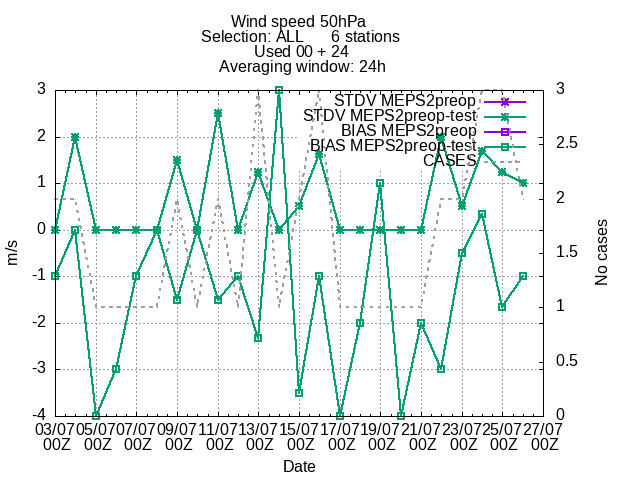 Wind speed 50hPa
Selection: ALL 6 stations
Used 00 + 24
Averaging window: 24h
STDV MEPS2preop
STDV MEPS2preop-test
BIAS MEPS2preop
BIAS MEPS2preop-test
CASES
3
2
1
0
-1
-2
-3
-4
m/s
3
2.5
2
1.5
1
0.5
0
No cases
03/07 05/07 07/07 09/07 11/07 13/07 15/07 17/07 19/07 21/07 23/07 25/07 27/07
00Z 00Z 00Z 00Z 00Z 00Z 00Z 00Z 00Z 00Z 00Z 00Z 00Z
Date